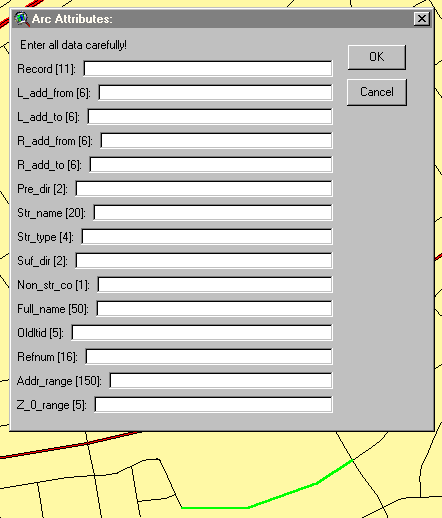 Arc Attributes:
Enter all data carefully!
OK
Record [11]:
L_add_from [6]:
Cancel
L_add_to [6]:
R_add_from [6]:
R_add_to [6]:
Pre_dir [2]:
Str_name [20]:
Str_type [4]:
Suf_dir [2]:
Non_str_co [1]:
Full_name [50]:
Oldltid [5]:
Refnum [16]:
Addr_range [150]:
Z_0_range [5]: